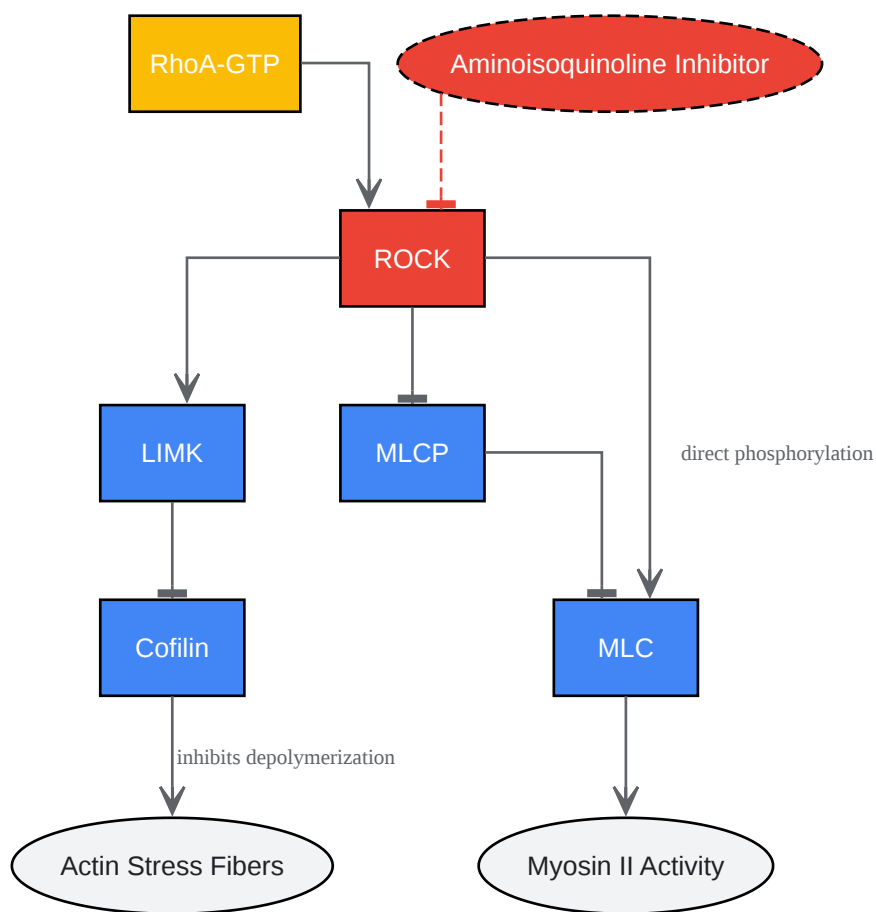 RhoA-GTP
Aminoisoquinoline Inhibitor
ROCK
LIMK
MLCP
direct phosphorylation
Cofilin
MLC
inhibits depolymerization
Actin Stress Fibers
Myosin II Activity